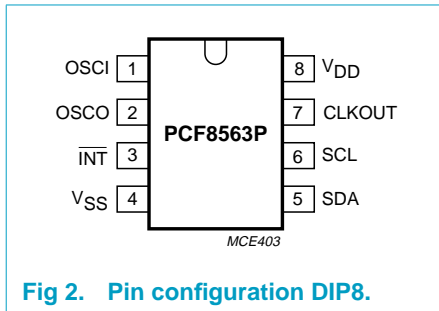 OSCI 1 8 VDD
OSCO 2 7 CLKOUT
PCF8563P
INT 3 6 SCL
VSS 4 5 SDA
MCE403
Fig 2. Pin configuration DIP8.